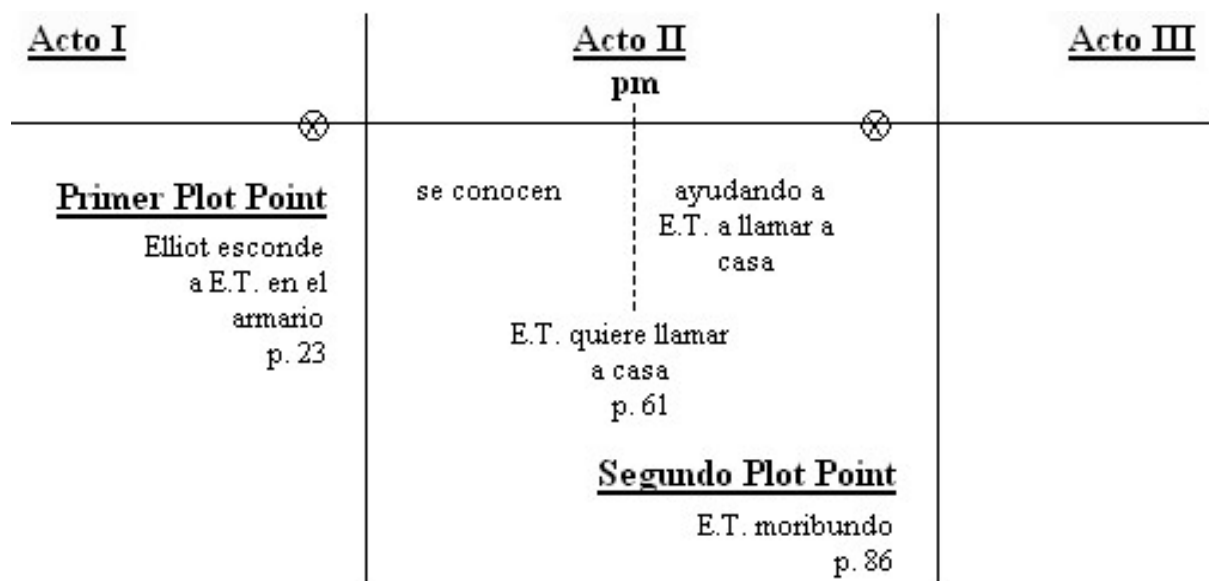 Acto I
Acto II
Acto III
pm
Primer Plot Point
Elliot esconde
a E.T. en el
armario
p. 23
se conocen
ayudando a
E.T. a llamar a
casa
E.T. quiere llamar
a casa
p. 61
Segundo Plot Point
E.T. moribundo
p. 86